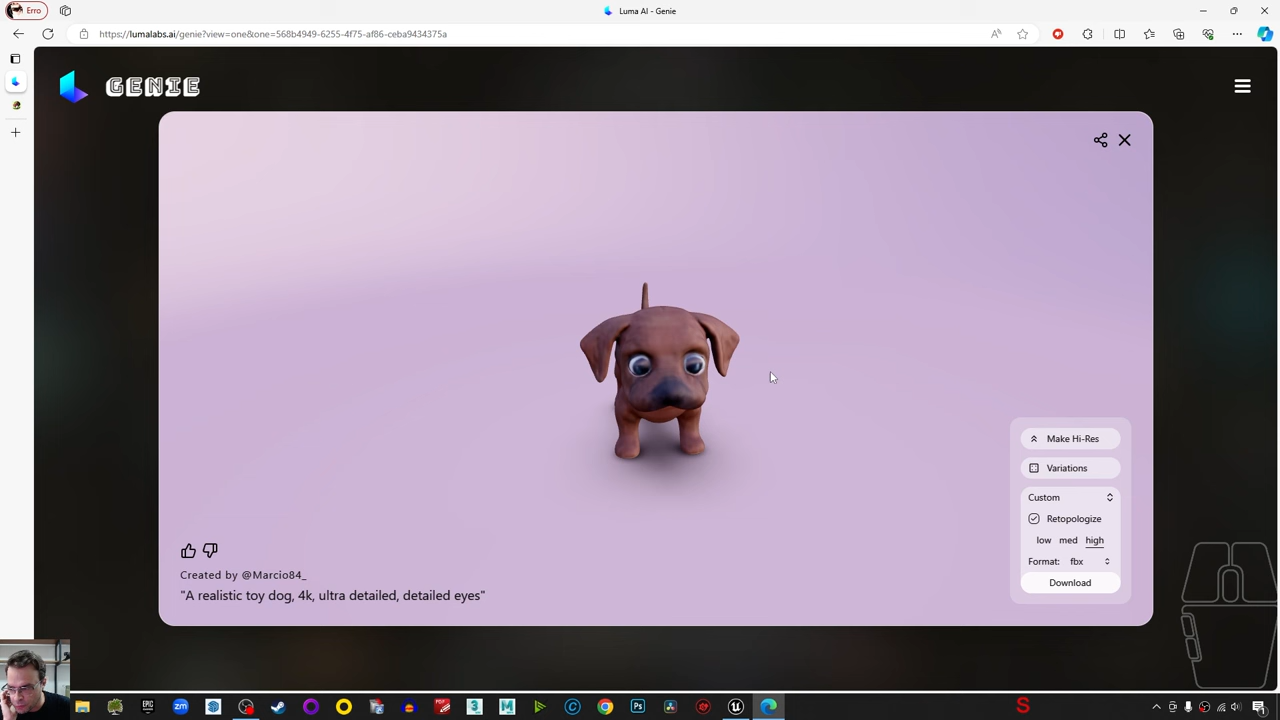 Erro
Luma AI - Genie
https://lumalabs.ai/genie?view=one&one=568b4949-6255-4f75-af86-ceba9434375a
GENIE
Make Hi-Res
Variations
Custom
Retopologize
low med high
Format: fbx
Download
Created by @Marcio84_
"A realistic toy dog, 4k, ultra detailed, detailed eyes"